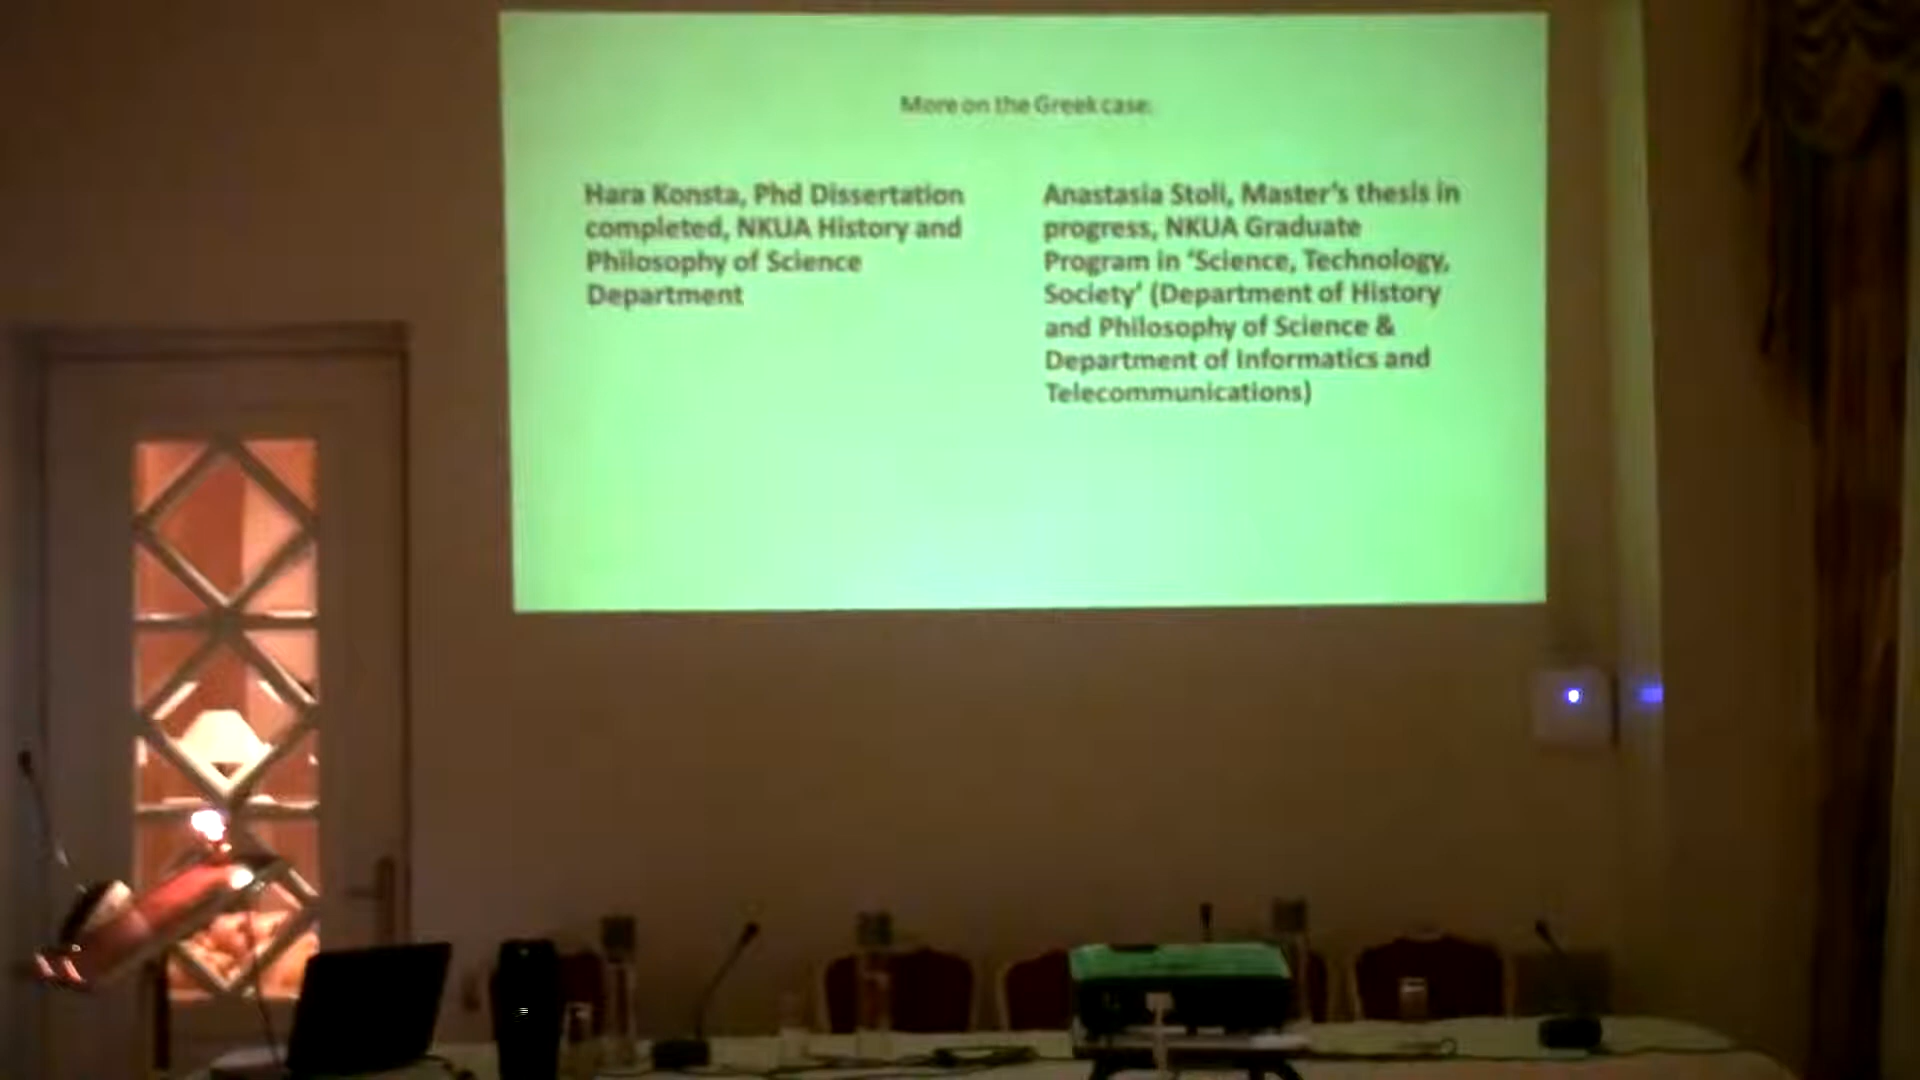 More on the Greek case:
Hara Konsta, Phd Dissertation
completed, NKUA History and
Philosophy of Science
Department
Anastasia Stoli, Master's thesis in
progress, NKUA Graduate
Program in 'Science, Technology,
Society' (Department of History
and Philosophy of Science &
Department of Informatics and
Telecommunications)